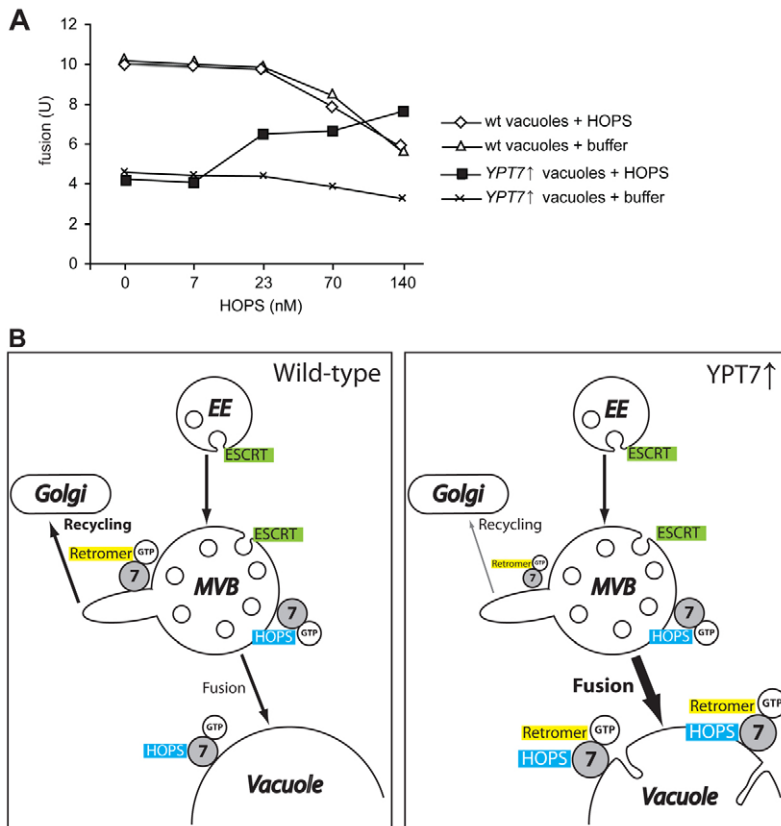 A
12
10
8
6
4
2
0
fusion (U)
0 7 23 70 140
HOPS (nM)
wt vacuoles + HOPS
wt vacuoles + buffer
YPT7↑ vacuoles + HOPS
YPT7↑ vacuoles + buffer
B
Wild-type
EE
ESCRT
Golgi
Recycling
ESCRT
Retromer
GTP
7
MVB
7
HOPS
GTP
Fusion
GTP
HOPS
7
Vacuole
YPT7↑
EE
ESCRT
Golgi
Recycling
ESCRT
Retromer
GTP
7
MVB
7
HOPS
GTP
Fusion
Retromer
GTP
HOPS
7
Retromer
GTP
HOPS
7
Vacuole